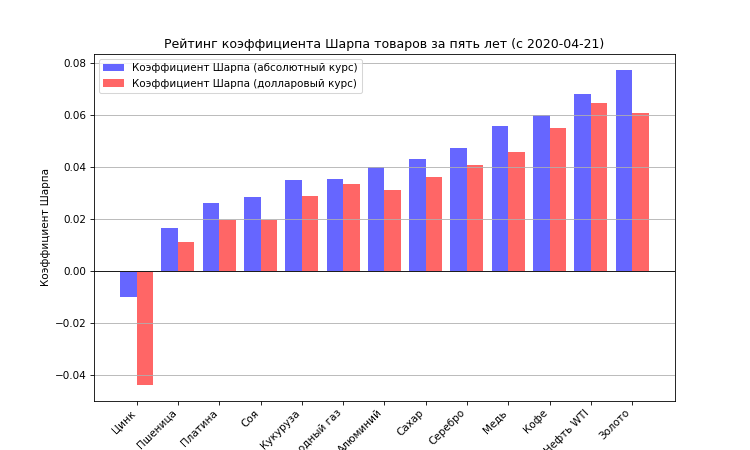 Рейтинг коэффициента Шарпа товаров за пять лет (с 2020-04-21)
Коэффициент Шарпа (абсолютный курс)
Коэффициент Шарпа (долларовый курс)
Коэффициент Шарпа
0.08
0.06
0.04
0.02
0.00
−0.02
−0.04
Цинк
Пшеница
Платина
Соя
Кукуруза
газ
Алюминий
Сахар
Серебро
Медь
Кофе
Нефть WTI
Золото